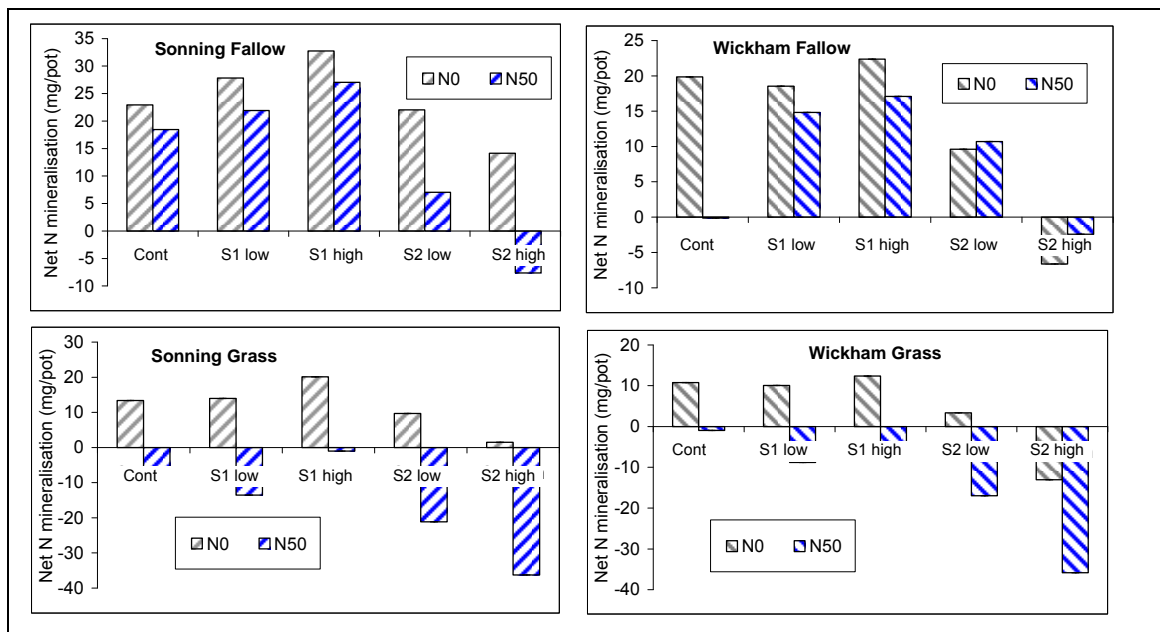 Sonning Fallow
Net N mineralisation (mg/pot)
35
30
25
20
15
10
5
0
-5
-10
N0 N50
Cont S1 low S1 high S2 low S2 high
Wickham Fallow
Net N mineralisation (mg/pot)
25
20
15
10
5
0
-5
-10
N0 N50
Cont S1 low S1 high S2 low S2 high
Sonning Grass
Net N mineralisation (mg/pot)
30
20
10
0
-10
-20
-30
-40
Cont S1 low S1 high S2 low S2 high
N0 N50
Wickham Grass
Net N mineralisation (mg/pot)
20
10
0
-10
-20
-30
-40
Cont S1 low S1 high S2 low S2 high
N0 N50